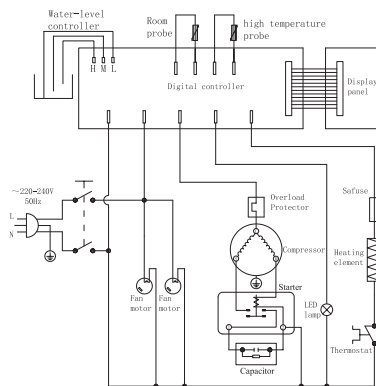 Water-level
controller
Room
probe
high temperature
probe
H M L
Digital controller
Display
panel
~220-240V
50Hz
L
N
Overload
Protector
Safuse
Compressor
Heating
element
Fan
motor
Fan
motor
Starter
LED
lamp
Thermostat
Capacitor